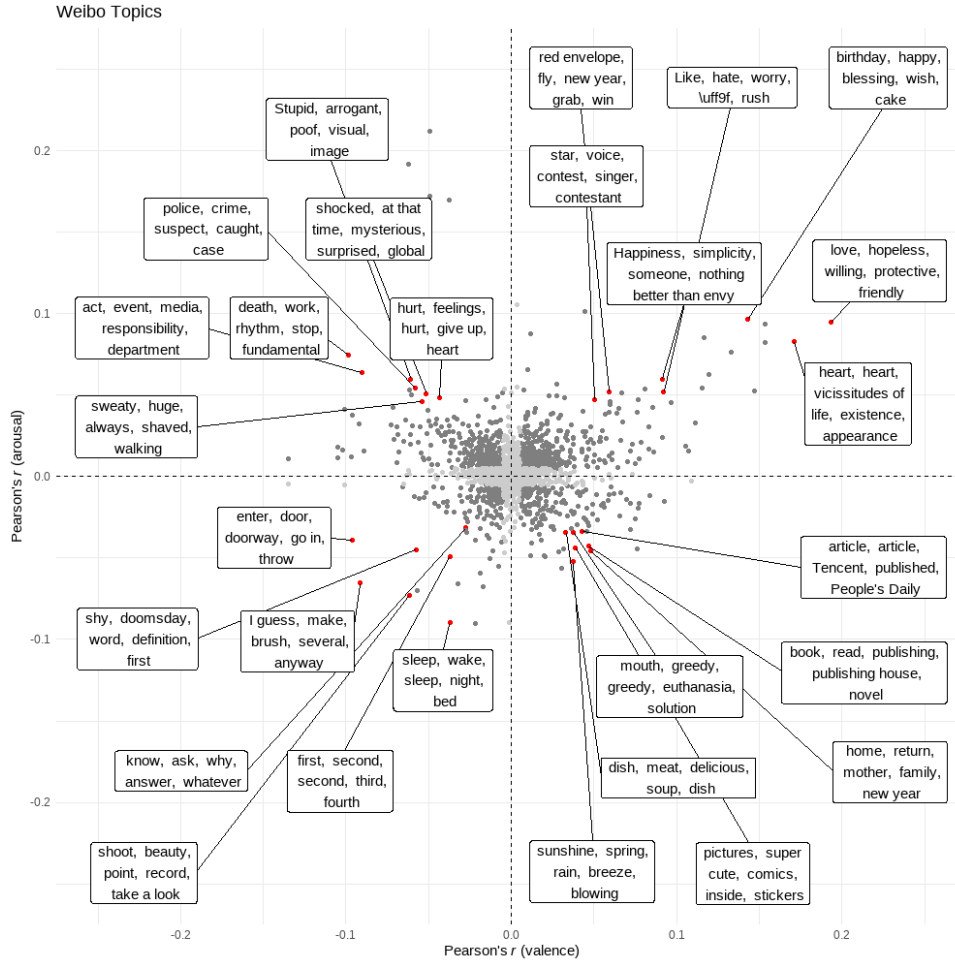 Weibo Topics
red envelope,
fly, new year,
grab, win
Like, hate, worry,
\uff9f, rush
birthday, happy,
blessing, wish,
cake
Stupid, arrogant,
poof, visual,
image
star, voice,
contest, singer,
contestant
police, crime,
suspect, caught,
case
shocked, at that
time, mysterious,
surprised, global
Happiness, simplicity,
someone, nothing
better than envy
love, hopeless,
willing, protective,
friendly
act, event, media,
responsibility,
department
death, work,
rhythm, stop,
fundamental
hurt, feelings,
hurt, give up,
heart
heart, heart,
vicissitudes of
life, existence,
appearance
sweaty, huge,
always, shaved,
walking
enter, door,
doorway, go in,
throw
article, article,
Tencent, published,
People's Daily
shy, doomsday,
word, definition,
first
I guess, make,
brush, several,
anyway
sleep, wake,
sleep, night,
bed
mouth, greedy,
greedy, euthanasia,
solution
book, read, publishing,
publishing house,
novel
know, ask, why,
answer, whatever
first, second,
second, third,
fourth
dish, meat, delicious,
soup, dish
home, return,
mother, family,
new year
shoot, beauty,
point, record,
take a look
sunshine, spring,
rain, breeze,
blowing
pictures, super
cute, comics,
inside, stickers
0.2
0.1
0.0
-0.1
-0.2
Pearson's r (arousal)
-0.2
-0.1
0.0
0.1
0.2
Pearson's r (valence)